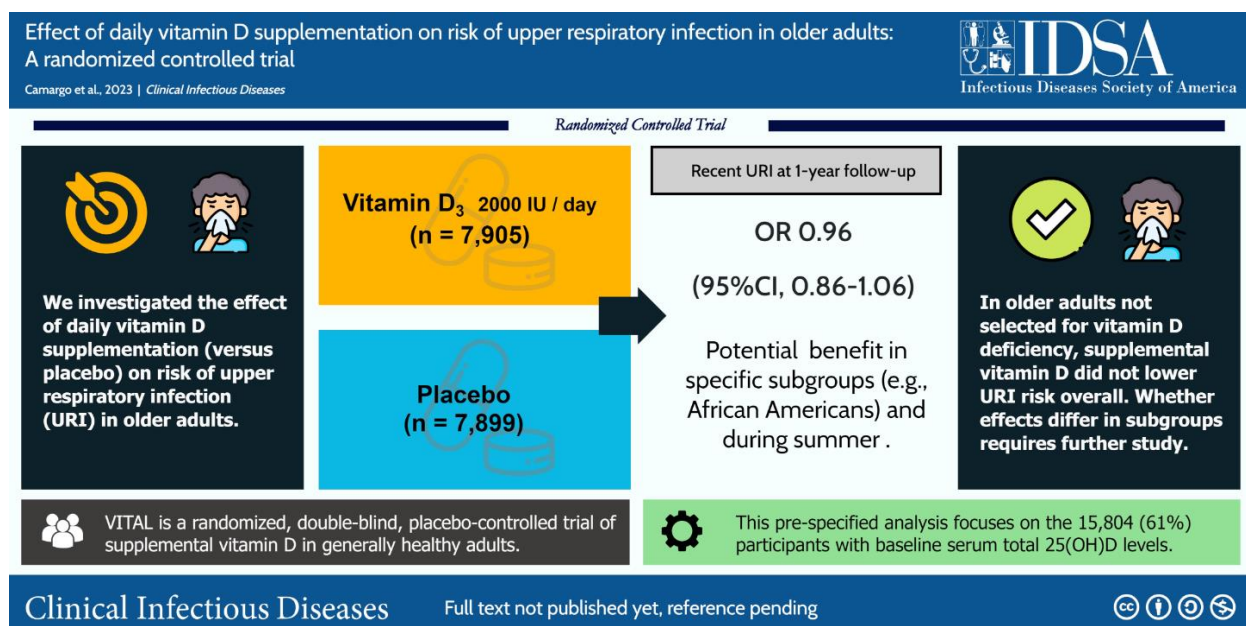 Effect of daily vitamin D supplementation on risk of upper respiratory infection in older adults:
A randomized controlled trial
Camargo et al., 2023 | Clinical Infectious Diseases
IDSA
Infectious Diseases Society of America
Randomized Controlled Trial
We investigated the effect
of daily vitamin D
supplementation (versus
placebo) on risk of upper
respiratory infection
(URI) in older adults.
Vitamin D₃ 2000 IU / day
(n = 7,905)
Placebo
(n = 7,899)
Recent URI at 1-year follow-up
OR 0.96
(95%CI, 0.86-1.06)
Potential benefit in
specific subgroups (e.g.,
African Americans) and
during summer .
In older adults not
selected for vitamin D
deficiency, supplemental
vitamin D did not lower
URI risk overall. Whether
effects differ in subgroups
requires further study.
VITAL is a randomized, double-blind, placebo-controlled trial of
supplemental vitamin D in generally healthy adults.
This pre-specified analysis focuses on the 15,804 (61%)
participants with baseline serum total 25(OH)D levels.
Clinical Infectious Diseases
Full text not published yet, reference pending
cc